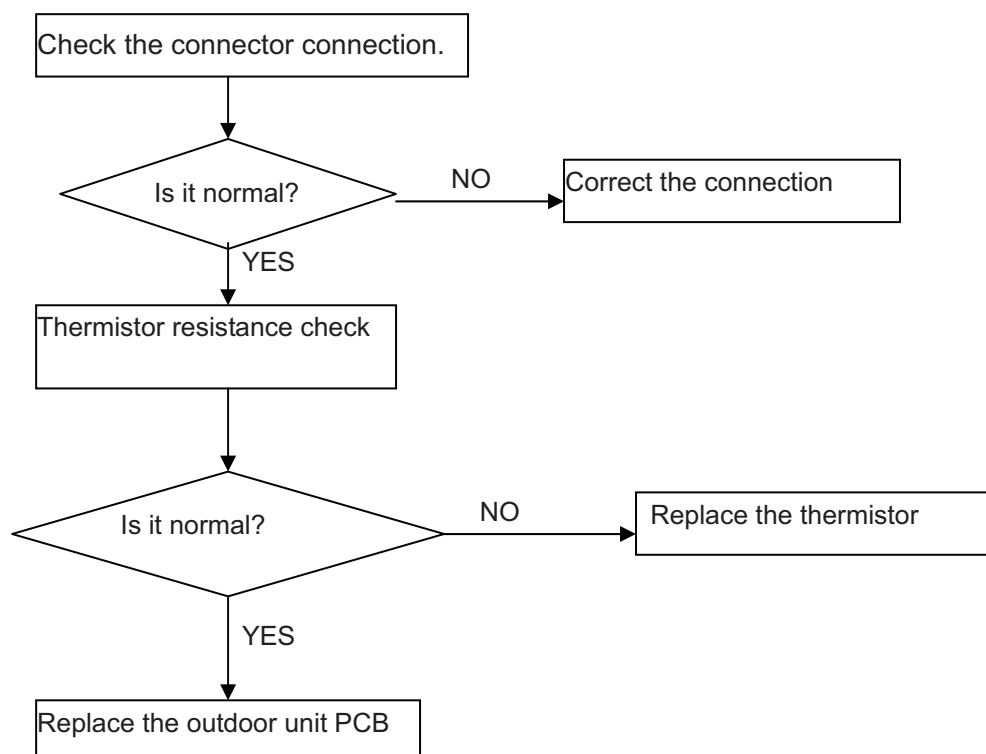 Check the connector connection.
Is it normal?
NO
Correct the connection
YES
Thermistor resistance check
Is it normal?
NO
Replace the thermistor
YES
Replace the outdoor unit PCB